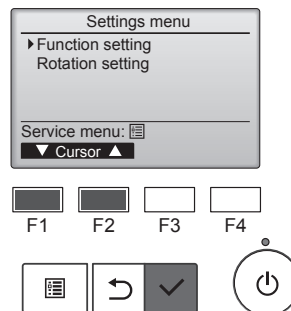 Settings menu
Function setting
Rotation setting
Service menu:
Cursor
F1 F2 F3 F4